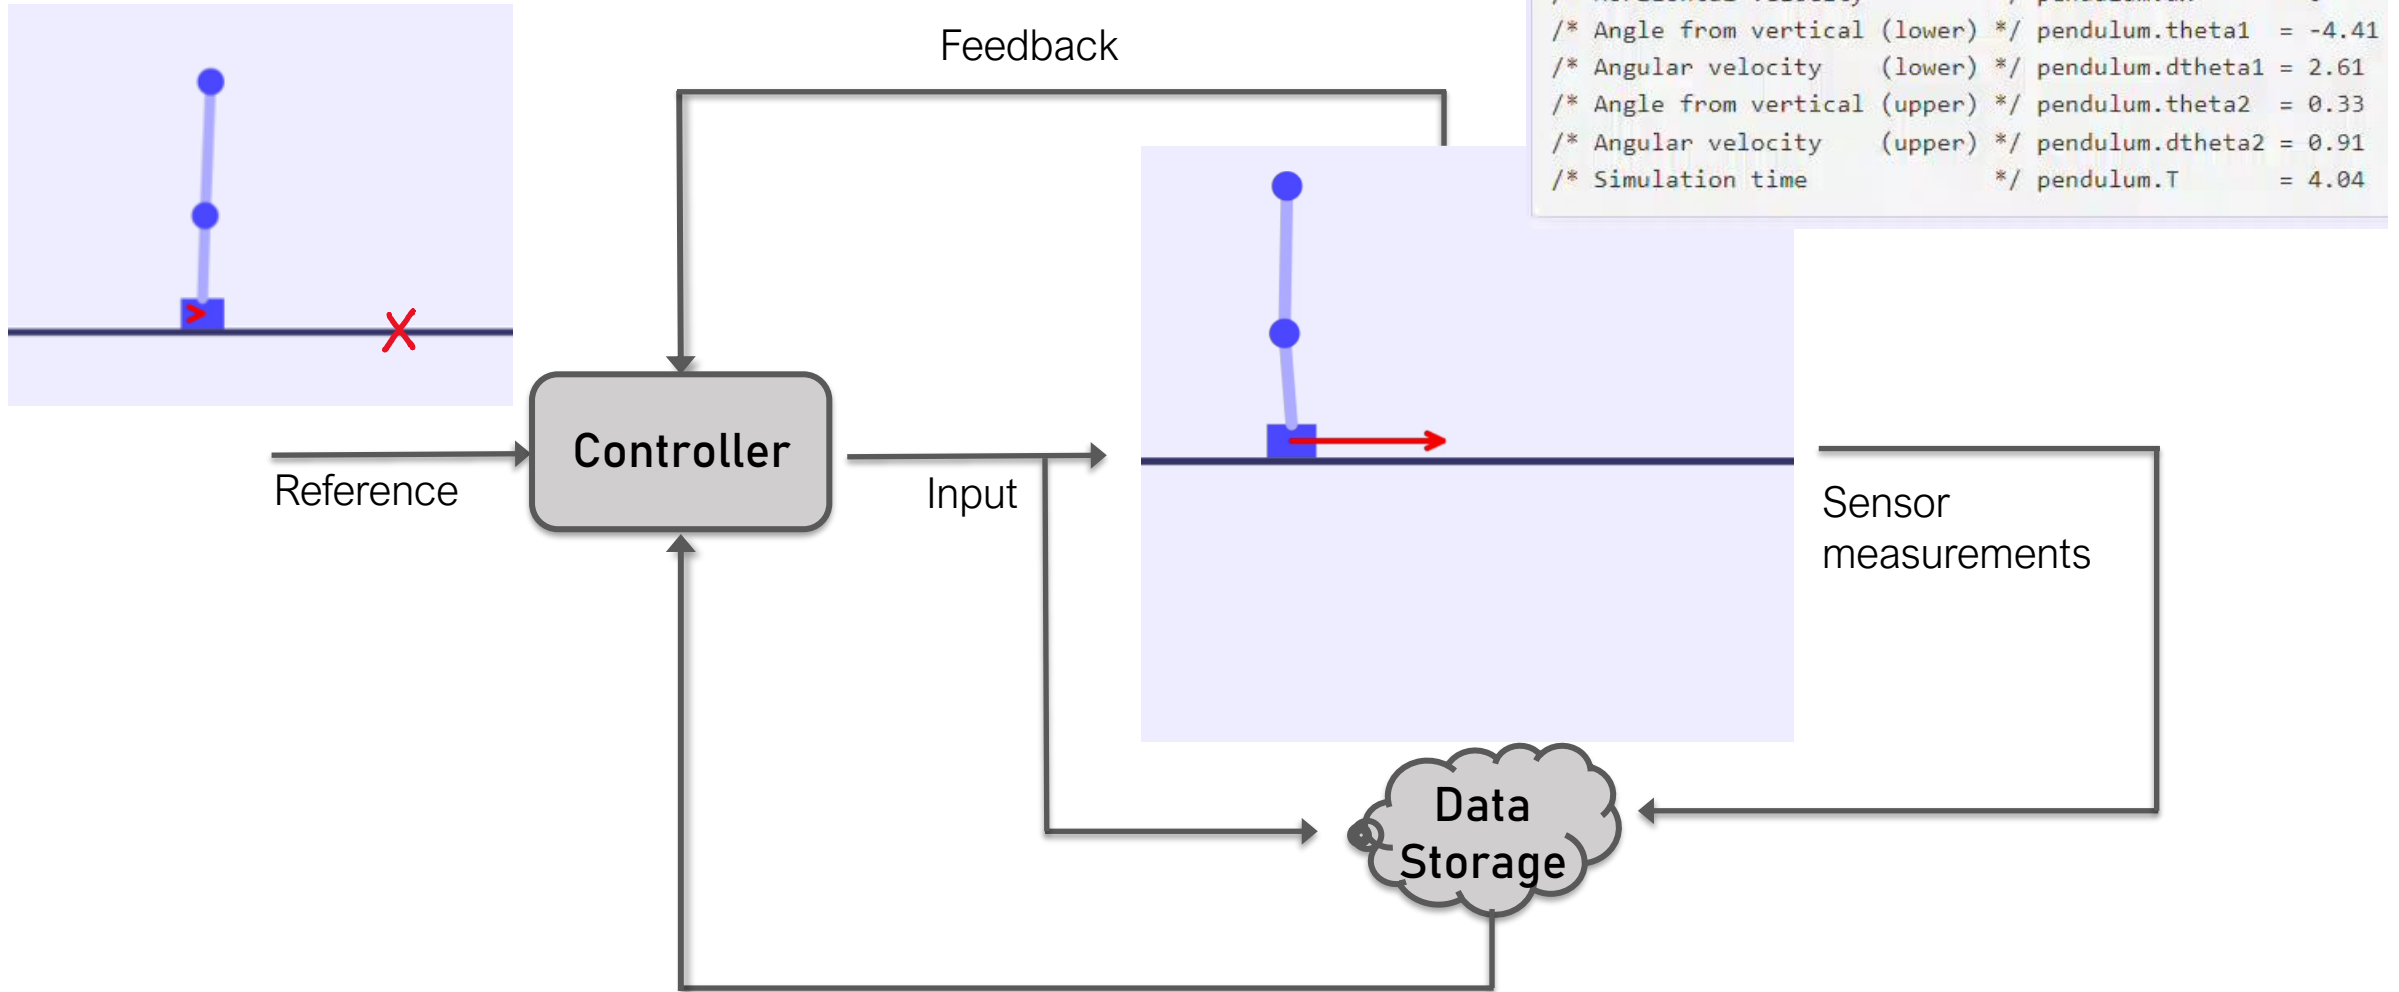 Feedback
/* Angle from vertical (lower) */ pendulum.theta1 = -4.41
/* Angular velocity (lower) */ pendulum.dtheta1 = 2.61
/* Angle from vertical (upper) */ pendulum.theta2 = 0.33
/* Angular velocity (upper) */ pendulum.dtheta2 = 0.91
/* Simulation time */ pendulum.T = 4.04
Controller
Reference
Input
Sensor
measurements
Data
Storage